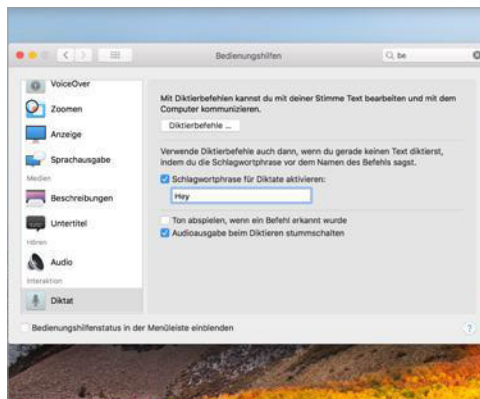 Bedienungshilfen
be
VoiceOver
Zoomen
Anzeige
Sprachausgabe
Medien
Beschreibungen
Untertitel
Hören
Audio
Interaktion
Diktat
Mit Diktierbefehlen kannst du mit deiner Stimme Text bearbeiten und mit dem
Computer kommunizieren.
Diktierbefehle ...
Verwende Diktierbefehle auch dann, wenn du gerade keinen Text diktierst,
indem du die Schlagwortphrase vor dem Namen des Befehls sagst.
Schlagwortphrase für Diktate aktivieren:
Hey
Ton abspielen, wenn ein Befehl erkannt wurde
Audioausgabe beim Diktieren stummschalten
Bedienungshilfenstatus in der Menüleiste einblenden
?